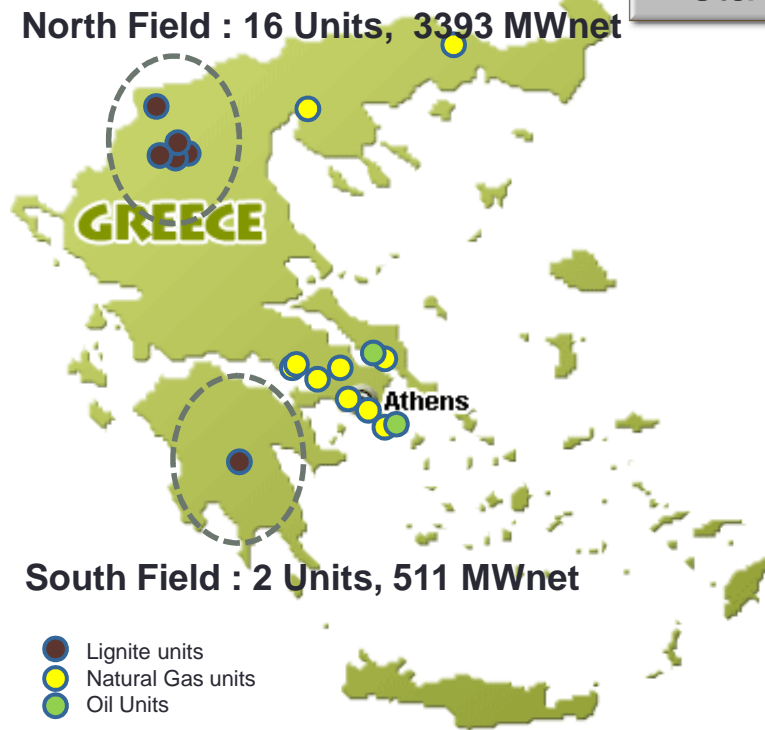 North Field : 16 Units,  3393 MWnet
GREECE
Athens
South Field : 2 Units, 511 MWnet
Lignite units
Natural Gas units
Oil Units